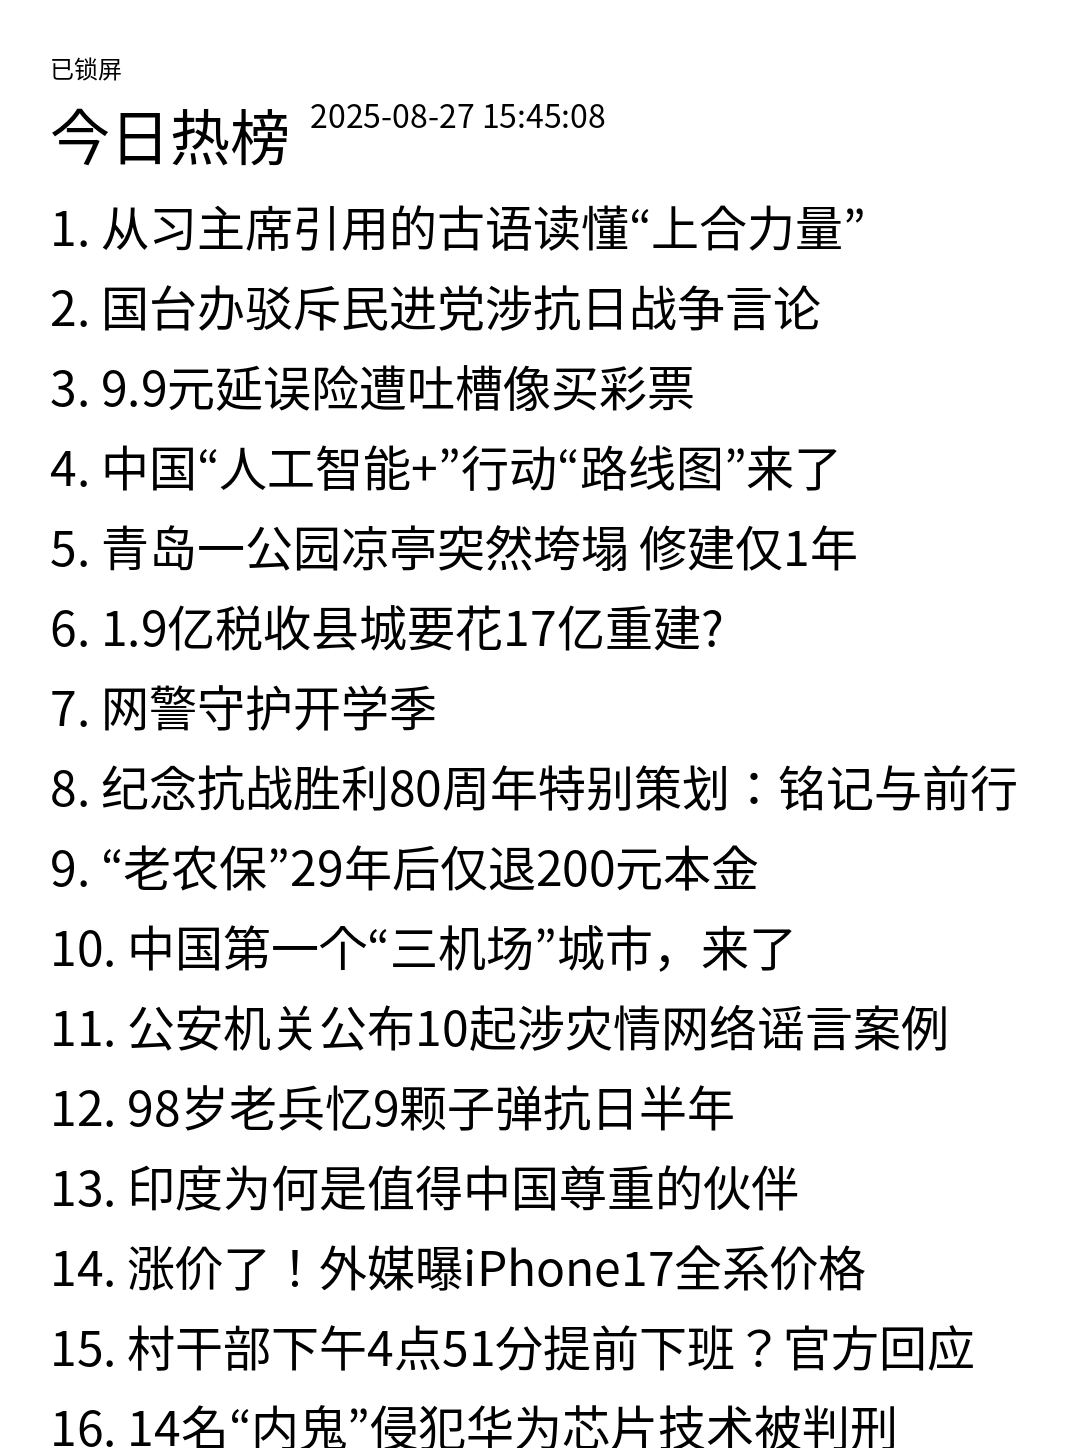 已锁屏
今日热榜 2025-08-27 15:45:08
1. 从习主席引用的古语读懂“上合力量”
2. 国台办驳斥民进党涉抗日战争言论
3. 9.9元延误险遭吐槽像买彩票
4. 中国“人工智能+”行动“路线图”来了
5. 青岛一公园凉亭突然垮塌 修建仅1年
6. 1.9亿税收县城要花17亿重建?
7. 网警守护开学季
8. 纪念抗战胜利80周年特别策划：铭记与前行
9. “老农保”29年后仅退200元本金
10. 中国第一个“三机场”城市，来了
11. 公安机关公布10起涉灾情网络谣言案例
12. 98岁老兵忆9颗子弹抗日半年
13. 印度为何是值得中国尊重的伙伴
14. 涨价了！外媒曝iPhone17全系价格
15. 村干部下午4点51分提前下班？官方回应
16. 14名“内鬼”侵犯华为芯片技术被判刑